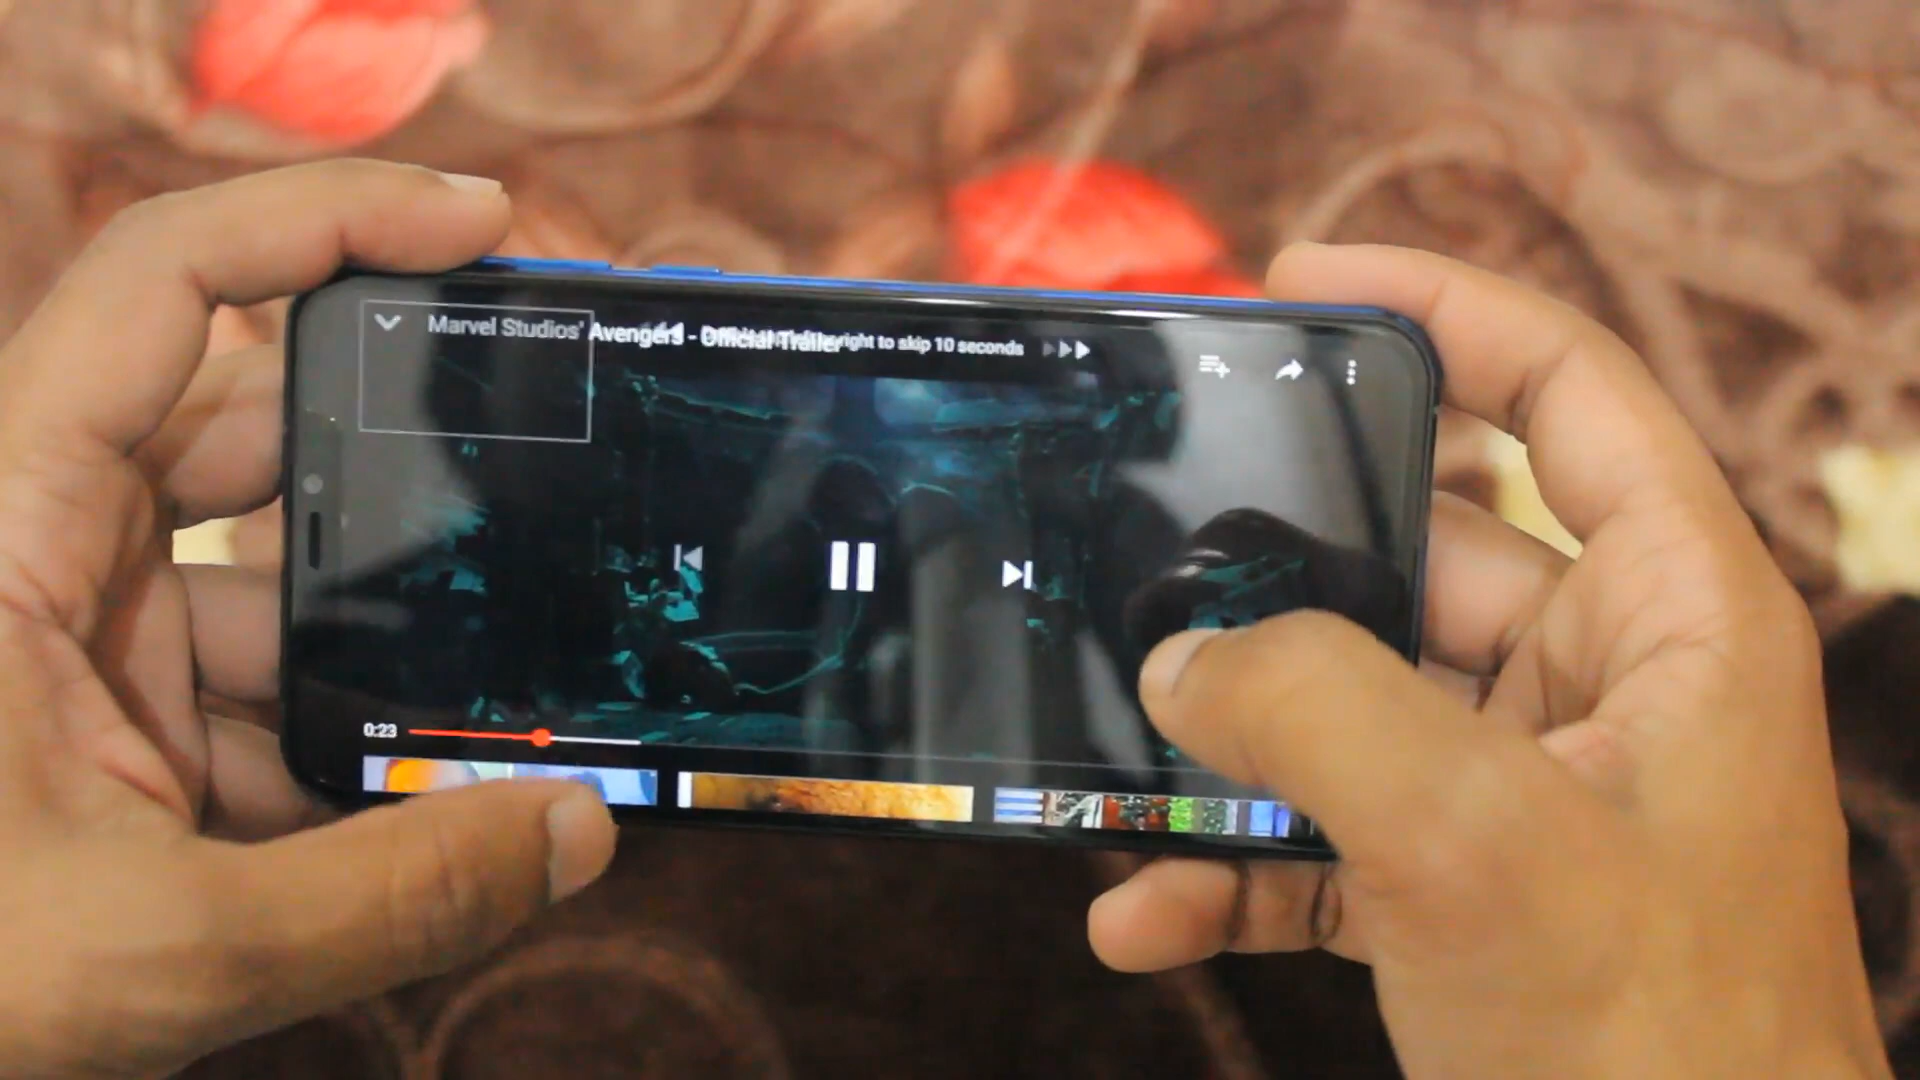 Marvel Studios' Avengers - Official Trailer
right to skip 10 seconds
0:23